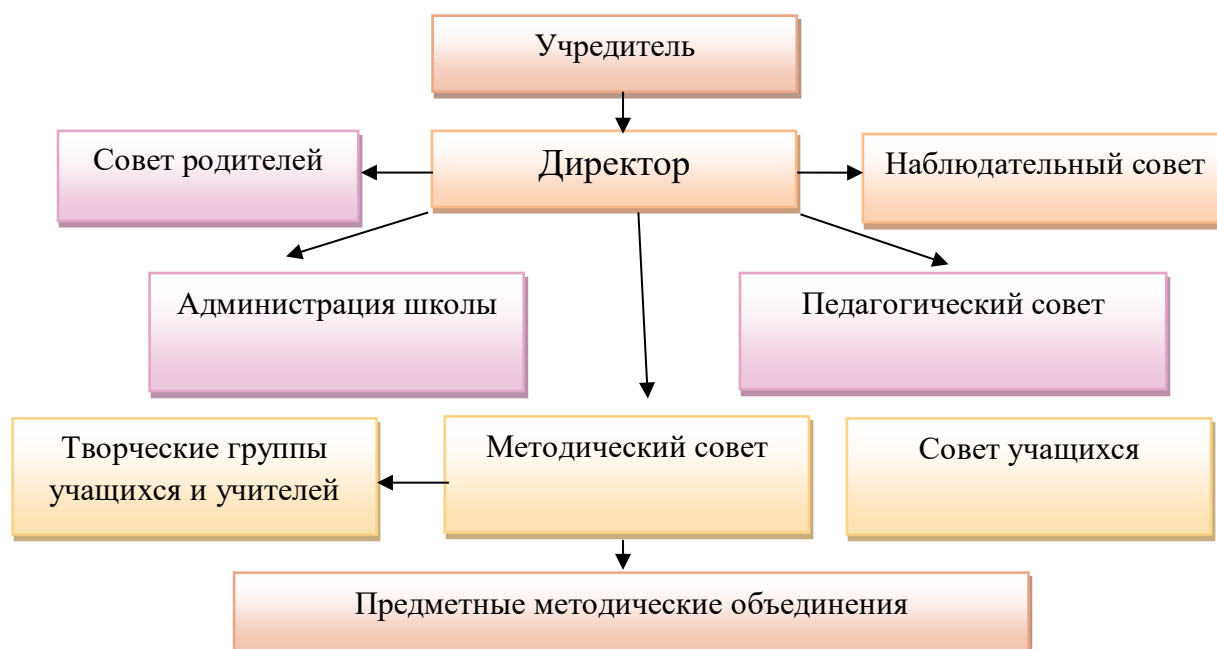 Учредитель
Совет родителей
Директор
Наблюдательный совет
Администрация школы
Педагогический совет
Творческие группы
учащихся и учителей
Методический совет
Совет учащихся
Предметные методические объединения